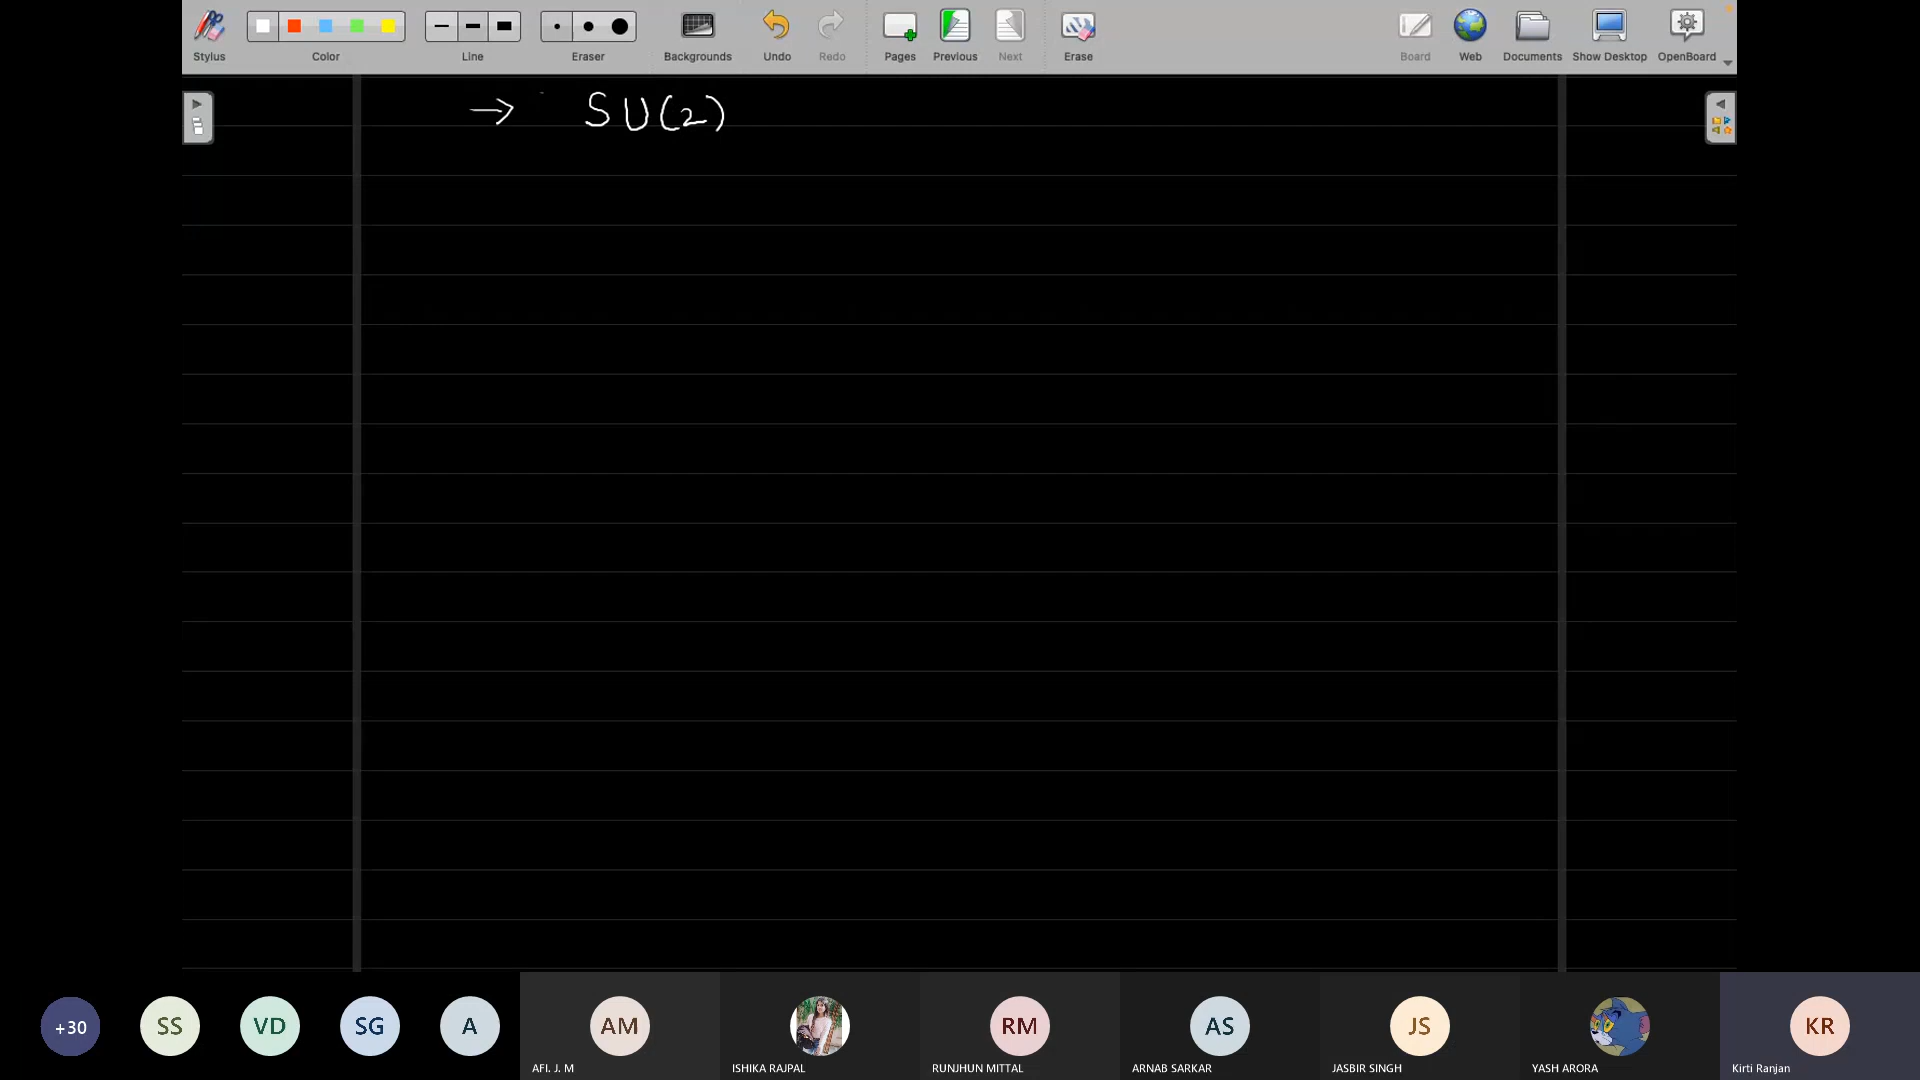 Stylus Color Line Eraser Backgrounds Undo Redo Pages Previous Next Erase Board Web Documents Show Desktop OpenBoard
→ SU(2)
+30 SS VD SG A AM RM AS JS KR
AFI. J. M ISHIKA RAJPAL RUNJHUN MITTAL ARNAB SARKAR JASBIR SINGH YASH ARORA Kirti Ranjan